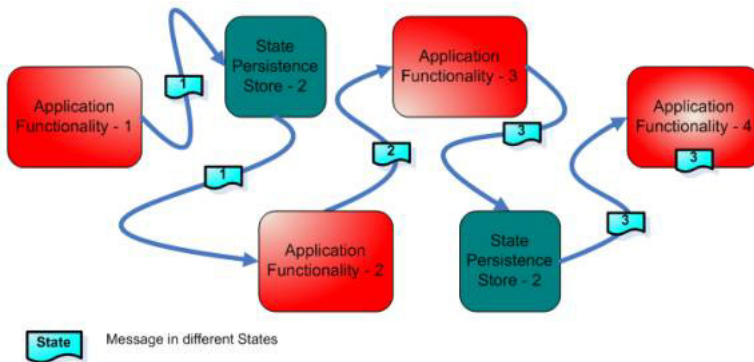 Application
Functionality - 1
1
State
Persistence
Store - 2
1
Application
Functionality - 2
2
Application
Functionality - 3
3
State
Persistence
Store - 2
3
Application
Functionality - 4
3
State
Message in different States